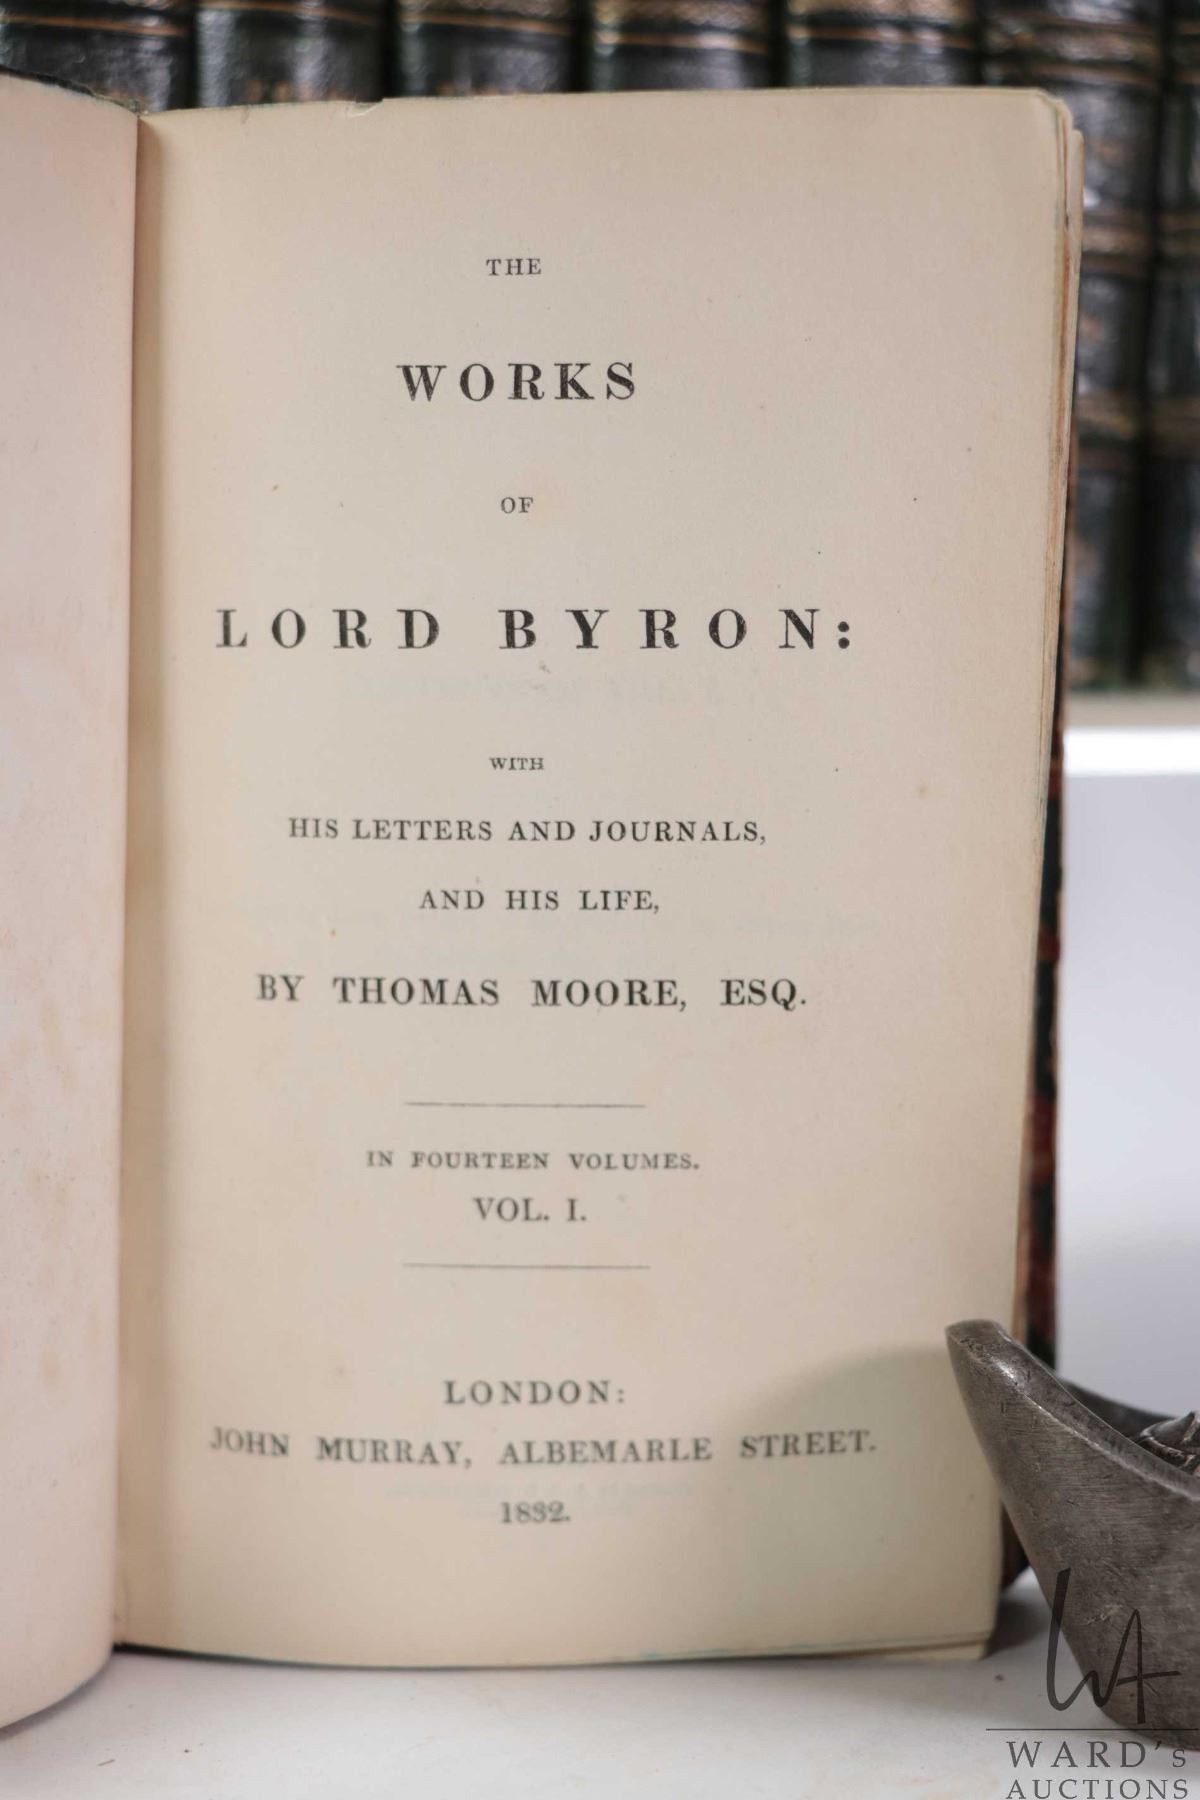 THE
WORKS
OF
LORD BYRON:
WITH
HIS LETTERS AND JOURNALS,
AND HIS LIFE,
BY THOMAS MOORE, ESQ.
IN FOURTEEN VOLUMES.
VOL. I.
LONDON:
JOHN MURRAY, ALBEMARLE STREET.
1832.
WA
WARD's
AUCTIONS